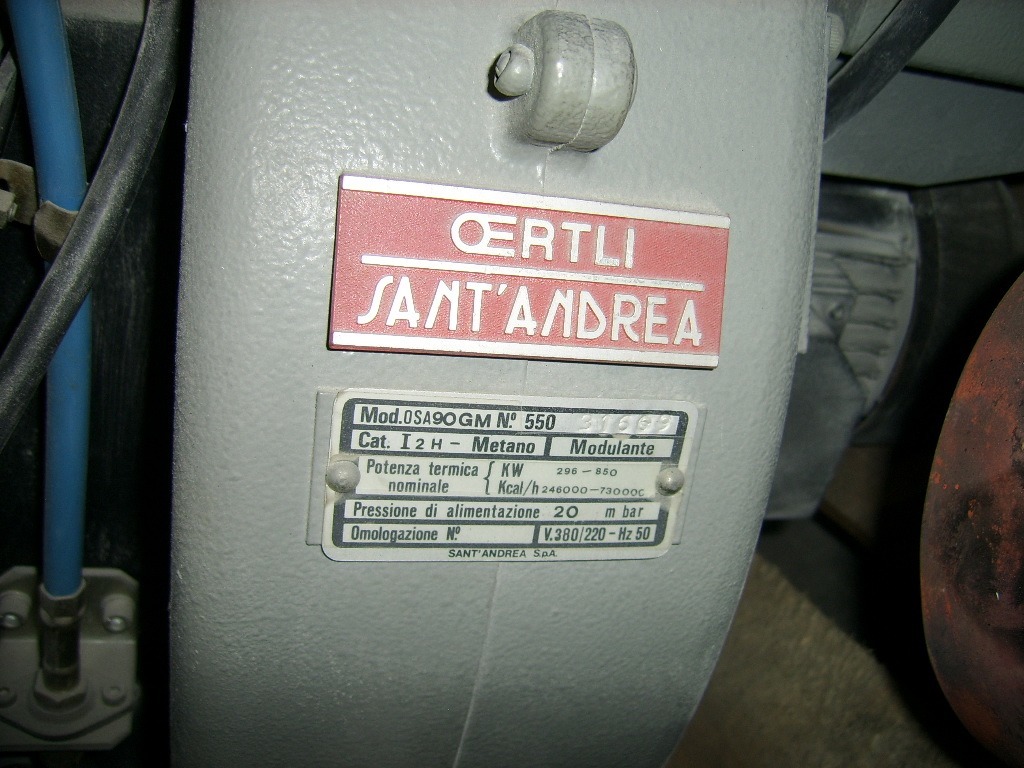 ŒRTLI
SANT'ANDREA
Mod. OSA90GM N.º 550
Cat. I2H - Metano Modulante
Potenza termica nominale { KW 296-850
Kcal/h 246000-730000
Pressione di alimentazione 20 m bar
Omologazione N.º V.380/220-Hz 50
SANT'ANDREA S.p.A.